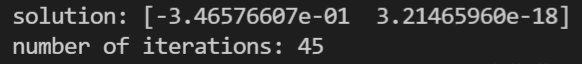 solution: [-3.46576607e-01  3.21465960e-18]
number of iterations: 45